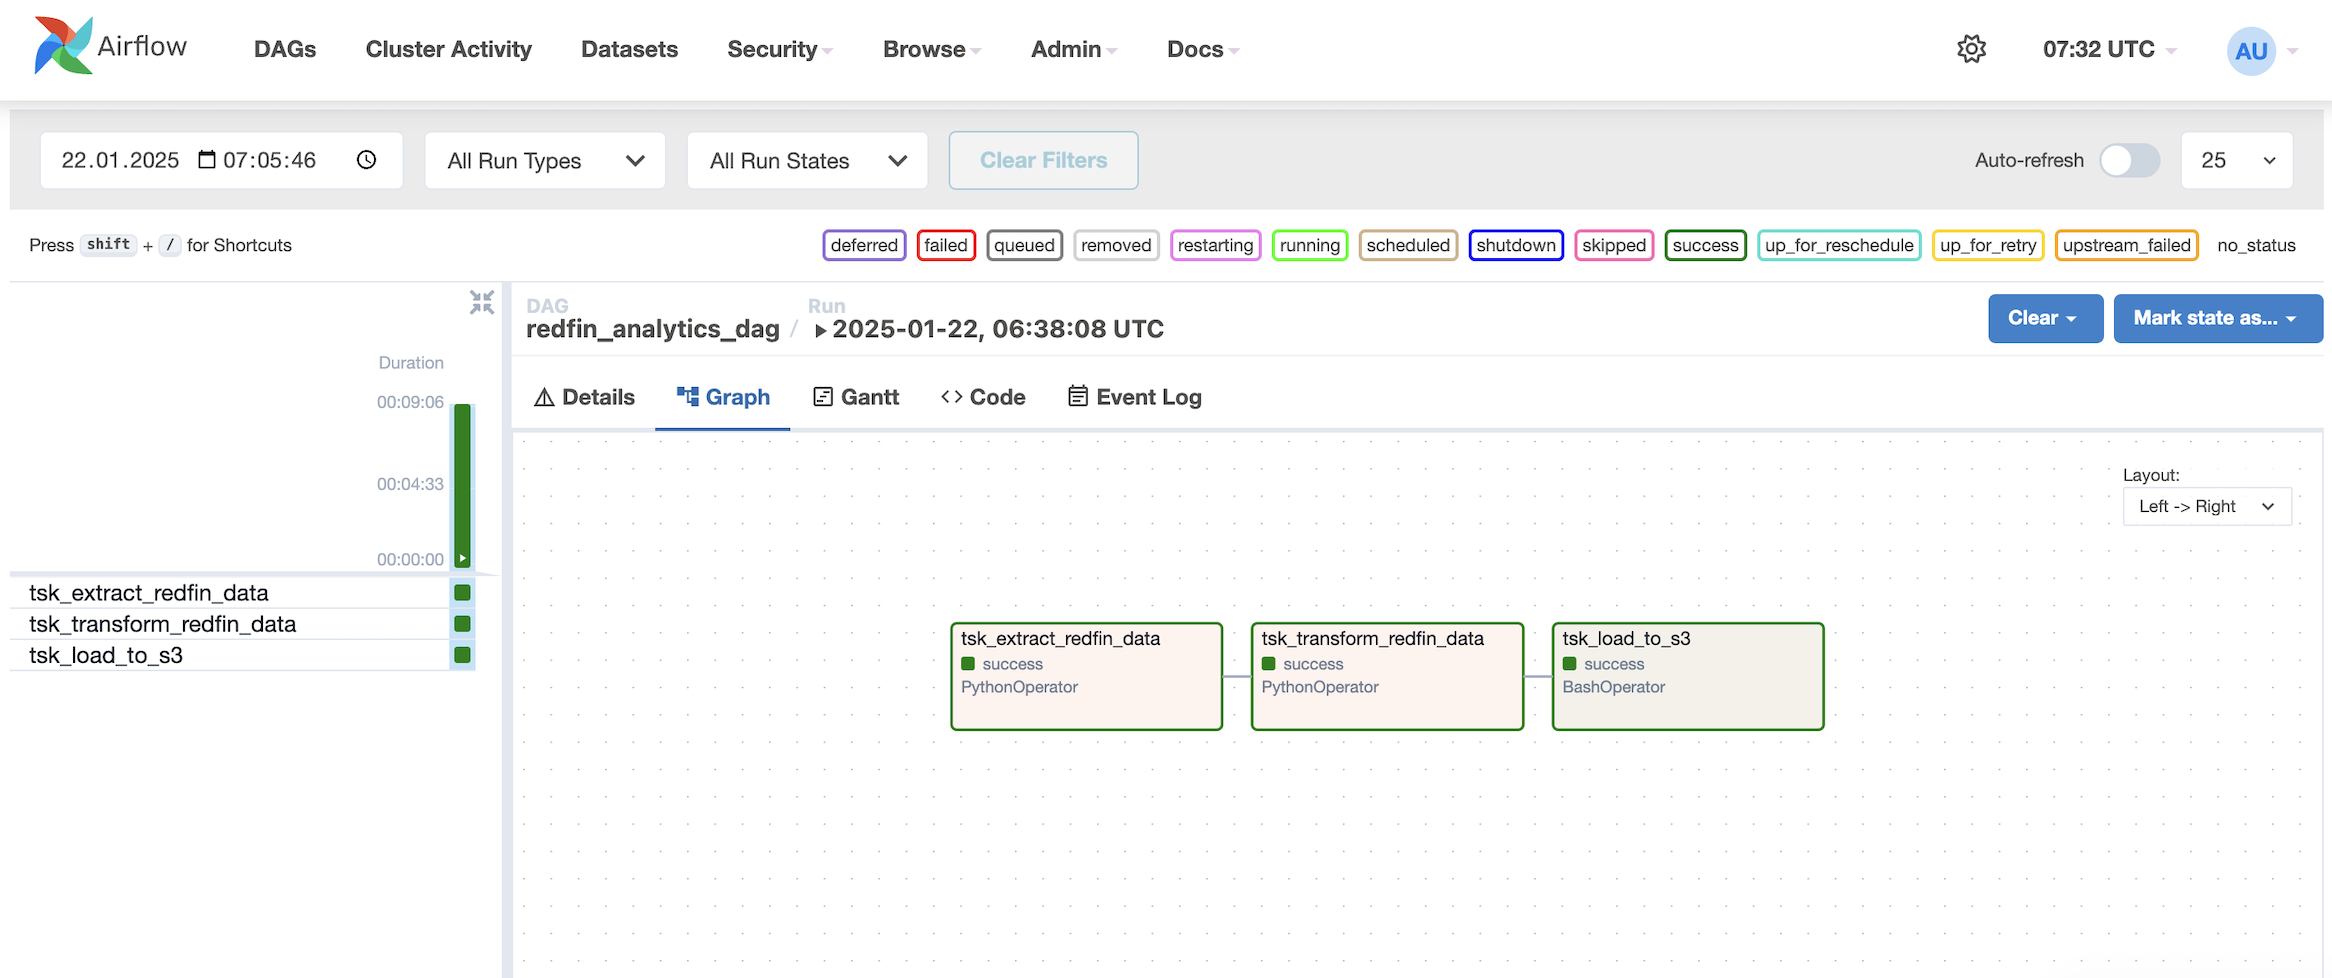 Airflow
DAGs Cluster Activity Datasets Security Browse Admin Docs 07:32 UTC AU
22.01.2025 07:05:46 All Run Types All Run States Clear Filters Auto-refresh 25
Press shift + / for Shortcuts
deferred failed queued removed restarting running scheduled shutdown skipped success up_for_reschedule up_for_retry upstream_failed no_status
DAG Run
redfin_analytics_dag / 2025-01-22, 06:38:08 UTC
Clear Mark state as...
Duration
00:09:06
00:04:33
00:00:00
tsk_extract_redfin_data
tsk_transform_redfin_data
tsk_load_to_s3
Details Graph Gantt Code Event Log
Layout:
Left -> Right
tsk_extract_redfin_data
success
PythonOperator
tsk_transform_redfin_data
success
PythonOperator
tsk_load_to_s3
success
BashOperator